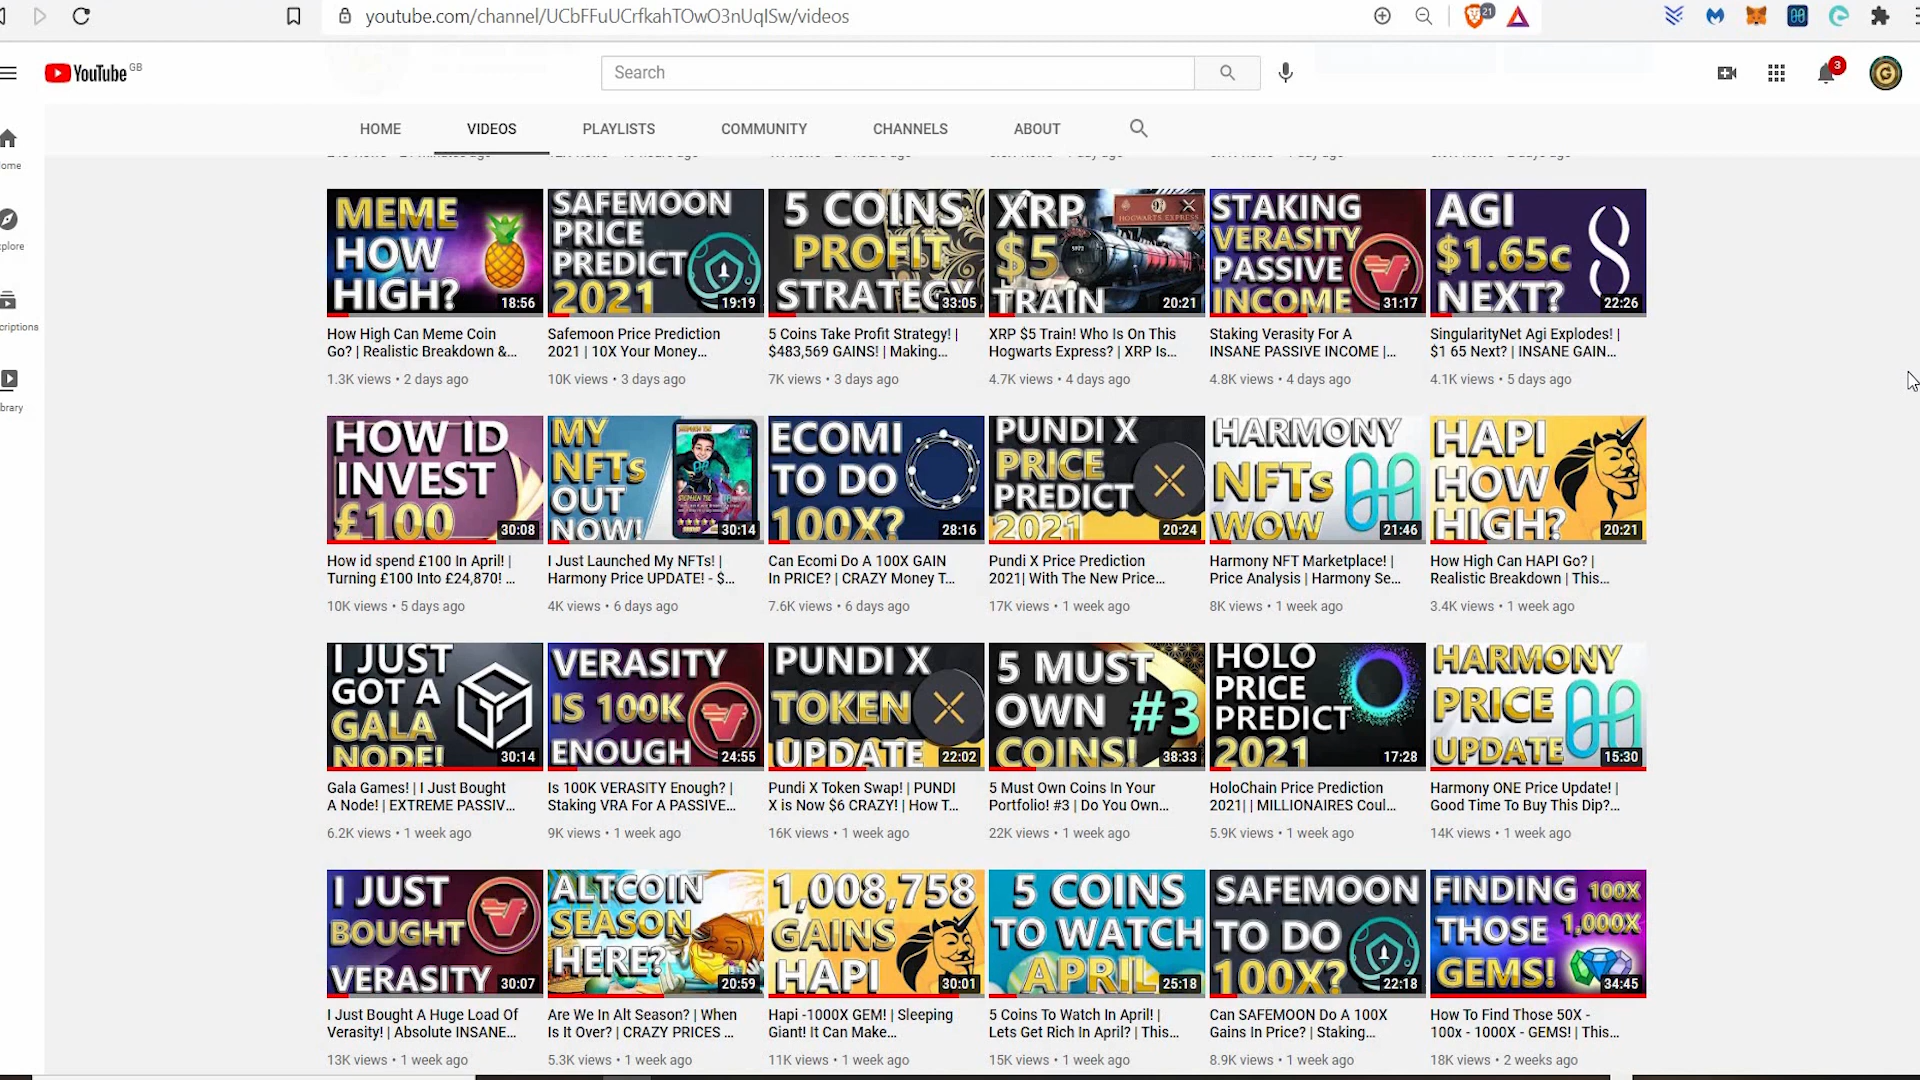 youtube.com/channel/UCbFFuUCrfkahTOwO3nUqISw/videos
21
YouTube GB
Search
3
G
HOME VIDEOS PLAYLISTS COMMUNITY CHANNELS ABOUT
ome
plore
criptions
brary
MEME
HOW
HIGH?
18:56
How High Can Meme Coin
Go? | Realistic Breakdown &...
1.3K views • 2 days ago
SAFEMOON
PRICE
PREDICT
2021
19:19
Safemoon Price Prediction
2021 | 10X Your Money...
10K views • 3 days ago
5 COINS
PROFIT
STRATEGY
33:05
5 Coins Take Profit Strategy! |
$483,569 GAINS! | Making...
7K views • 3 days ago
XRP
$5
TRAIN
HOGWARTS EXPRESS
5972
20:21
XRP $5 Train! Who Is On This
Hogwarts Express? | XRP Is...
4.7K views • 4 days ago
STAKING
VERASITY
PASSIVE
INCOME
31:17
Staking Verasity For A
INSANE PASSIVE INCOME |...
4.8K views • 4 days ago
AGI
$1.65c
NEXT?
22:26
SingularityNet Agi Explodes! |
$1 65 Next? | INSANE GAIN...
4.1K views • 5 days ago
HOW ID
INVEST
£100
30:08
How id spend £100 In April! |
Turning £100 Into £24,870! ...
10K views • 5 days ago
MY
NFTs
OUT
NOW!
STEPHEN TSE
30:14
I Just Launched My NFTs! |
Harmony Price UPDATE! - $...
4K views • 6 days ago
ECOMI
TO DO
100X?
28:16
Can Ecomi Do A 100X GAIN
In PRICE? | CRAZY Money T...
7.6K views • 6 days ago
PUNDI X
PRICE
PREDICT
2021
20:24
Pundi X Price Prediction
2021| With The New Price...
17K views • 1 week ago
HARMONY
NFTs
WOW
21:46
Harmony NFT Marketplace! |
Price Analysis | Harmony Se...
8K views • 1 week ago
HAPI
HOW
HIGH?
20:21
How High Can HAPI Go? |
Realistic Breakdown | This...
3.4K views • 1 week ago
I JUST
GOT A
GALA
NODE!
30:14
Gala Games! | I Just Bought
A Node! | EXTREME PASSIV...
6.2K views • 1 week ago
VERASITY
IS 100K
ENOUGH
24:55
Is 100K VERASITY Enough? |
Staking VRA For A PASSIVE...
9K views • 1 week ago
PUNDI X
TOKEN
UPDATE
22:02
Pundi X Token Swap! | PUNDI
X is Now $6 CRAZY! | How T...
16K views • 1 week ago
5 MUST
OWN #3
COINS!
38:33
5 Must Own Coins In Your
Portfolio! #3 | Do You Own...
22K views • 1 week ago
HOLO
PRICE
PREDICT
2021
17:28
HoloChain Price Prediction
2021| | MILLIONAIRES Coul...
5.9K views • 1 week ago
HARMONY
PRICE
UPDATE
15:30
Harmony ONE Price Update! |
Good Time To Buy This Dip?...
14K views • 1 week ago
I JUST
BOUGHT
VERASITY
30:07
I Just Bought A Huge Load Of
Verasity! | Absolute INSANE...
13K views • 1 week ago
ALTCOIN
SEASON
HERE?
20:59
Are We In Alt Season? | When
Is It Over? | CRAZY PRICES ...
5.3K views • 1 week ago
1,008,758
GAINS
HAPI
30:01
Hapi -1000X GEM! | Sleeping
Giant! It Can Make...
11K views • 1 week ago
5 COINS
TO WATCH
APRIL
25:18
5 Coins To Watch In April! |
Lets Get Rich In April? | This...
15K views • 1 week ago
SAFEMOON
TO DO
100X?
22:18
Can SAFEMOON Do A 100X
Gains In Price? | Staking...
8.9K views • 1 week ago
FINDING 100X
THOSE 1,000X
GEMS!
34:45
How To Find Those 50X -
100x - 1000X - GEMS! | This...
18K views • 2 weeks ago